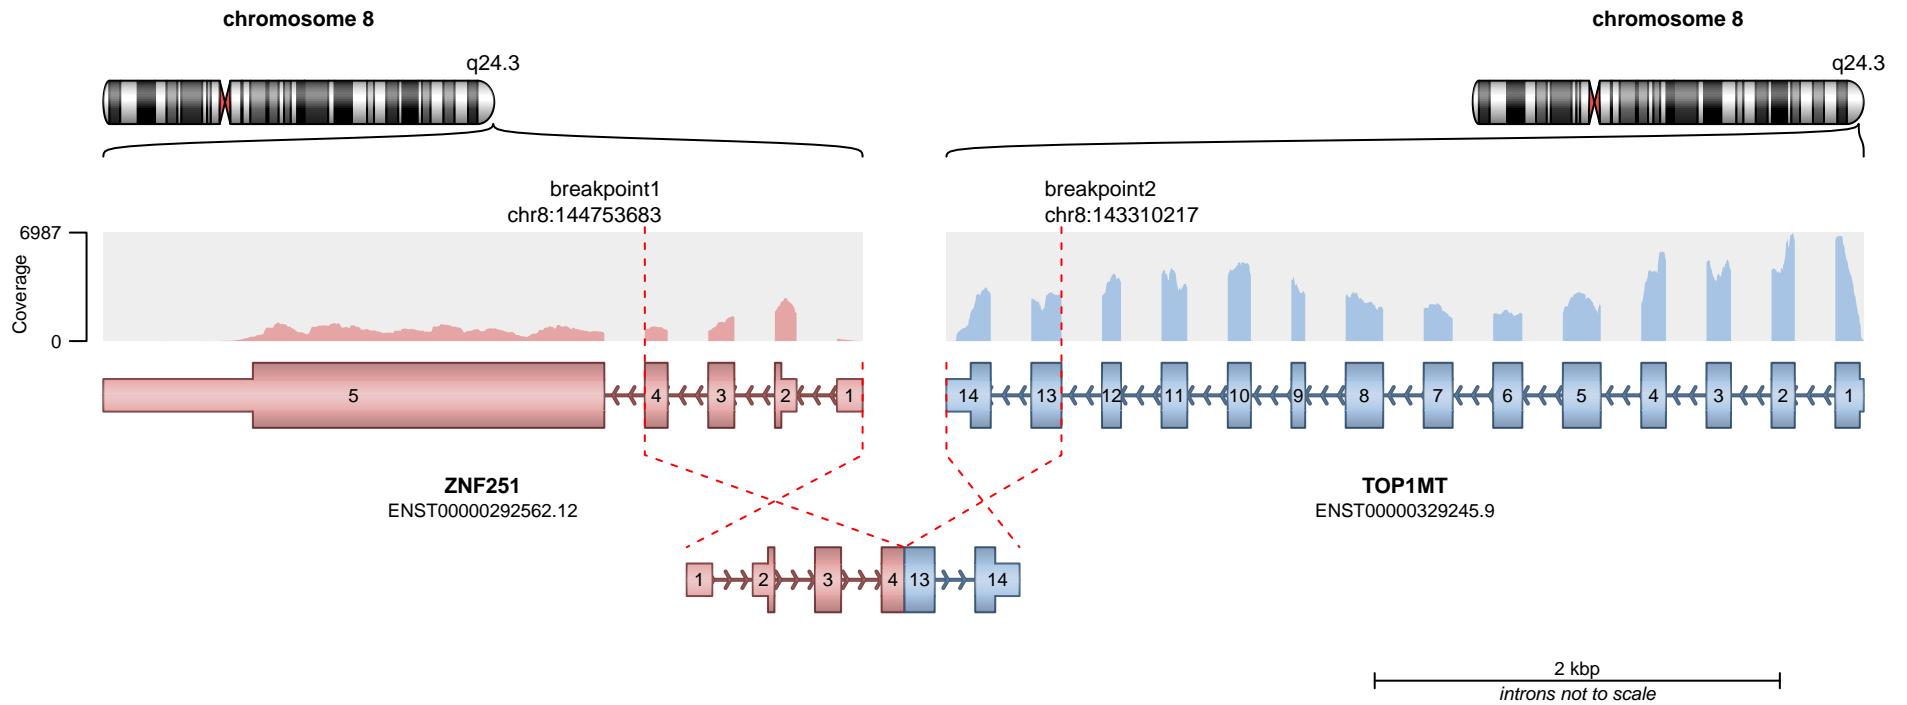 chromosome 8
chromosome 8
q24.3
q24.3
breakpoint1
chr8:144753683
breakpoint2
chr8:143310217
6987
Coverage
0
5 4 3 2 1
14 13 12 11 10 9 8 7 6 5 4 3 2 1
ZNF251
ENST00000292562.12
TOP1MT
ENST00000329245.9
1 2 3 4 13 14
2 kbp
introns not to scale